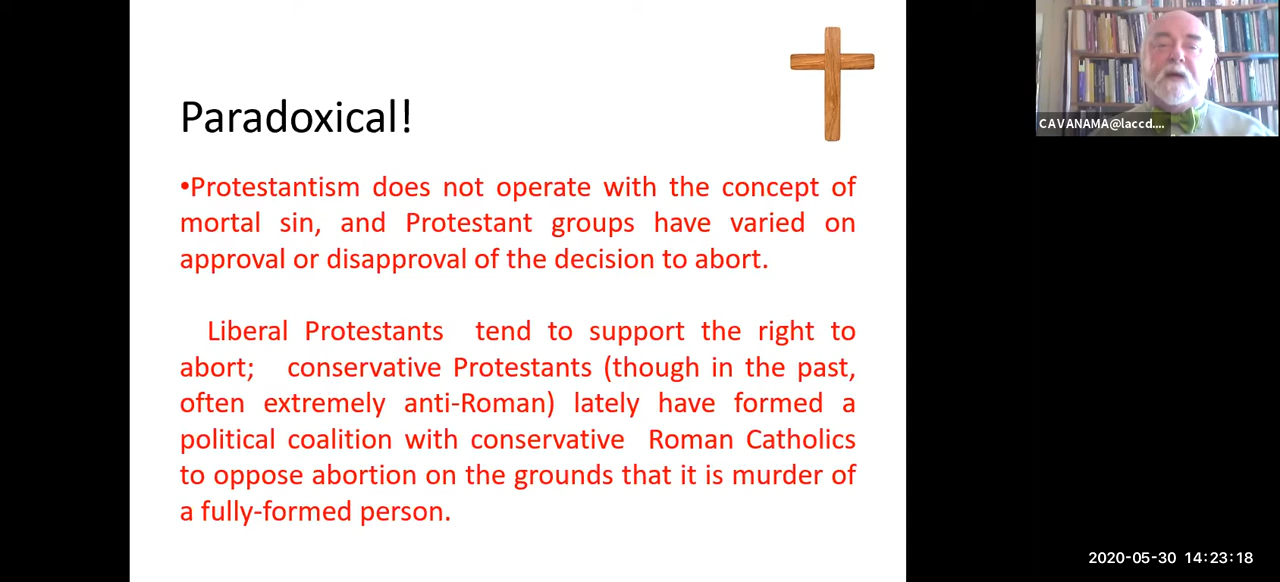 Paradoxical!
•Protestantism does not operate with the concept of
mortal sin, and Protestant groups have varied on
approval or disapproval of the decision to abort.
Liberal Protestants tend to support the right to
abort; conservative Protestants (though in the past,
often extremely anti-Roman) lately have formed a
political coalition with conservative Roman Catholics
to oppose abortion on the grounds that it is murder of
a fully-formed person.
CAVANAMA@laccd....
2020-05-30 14:23:18